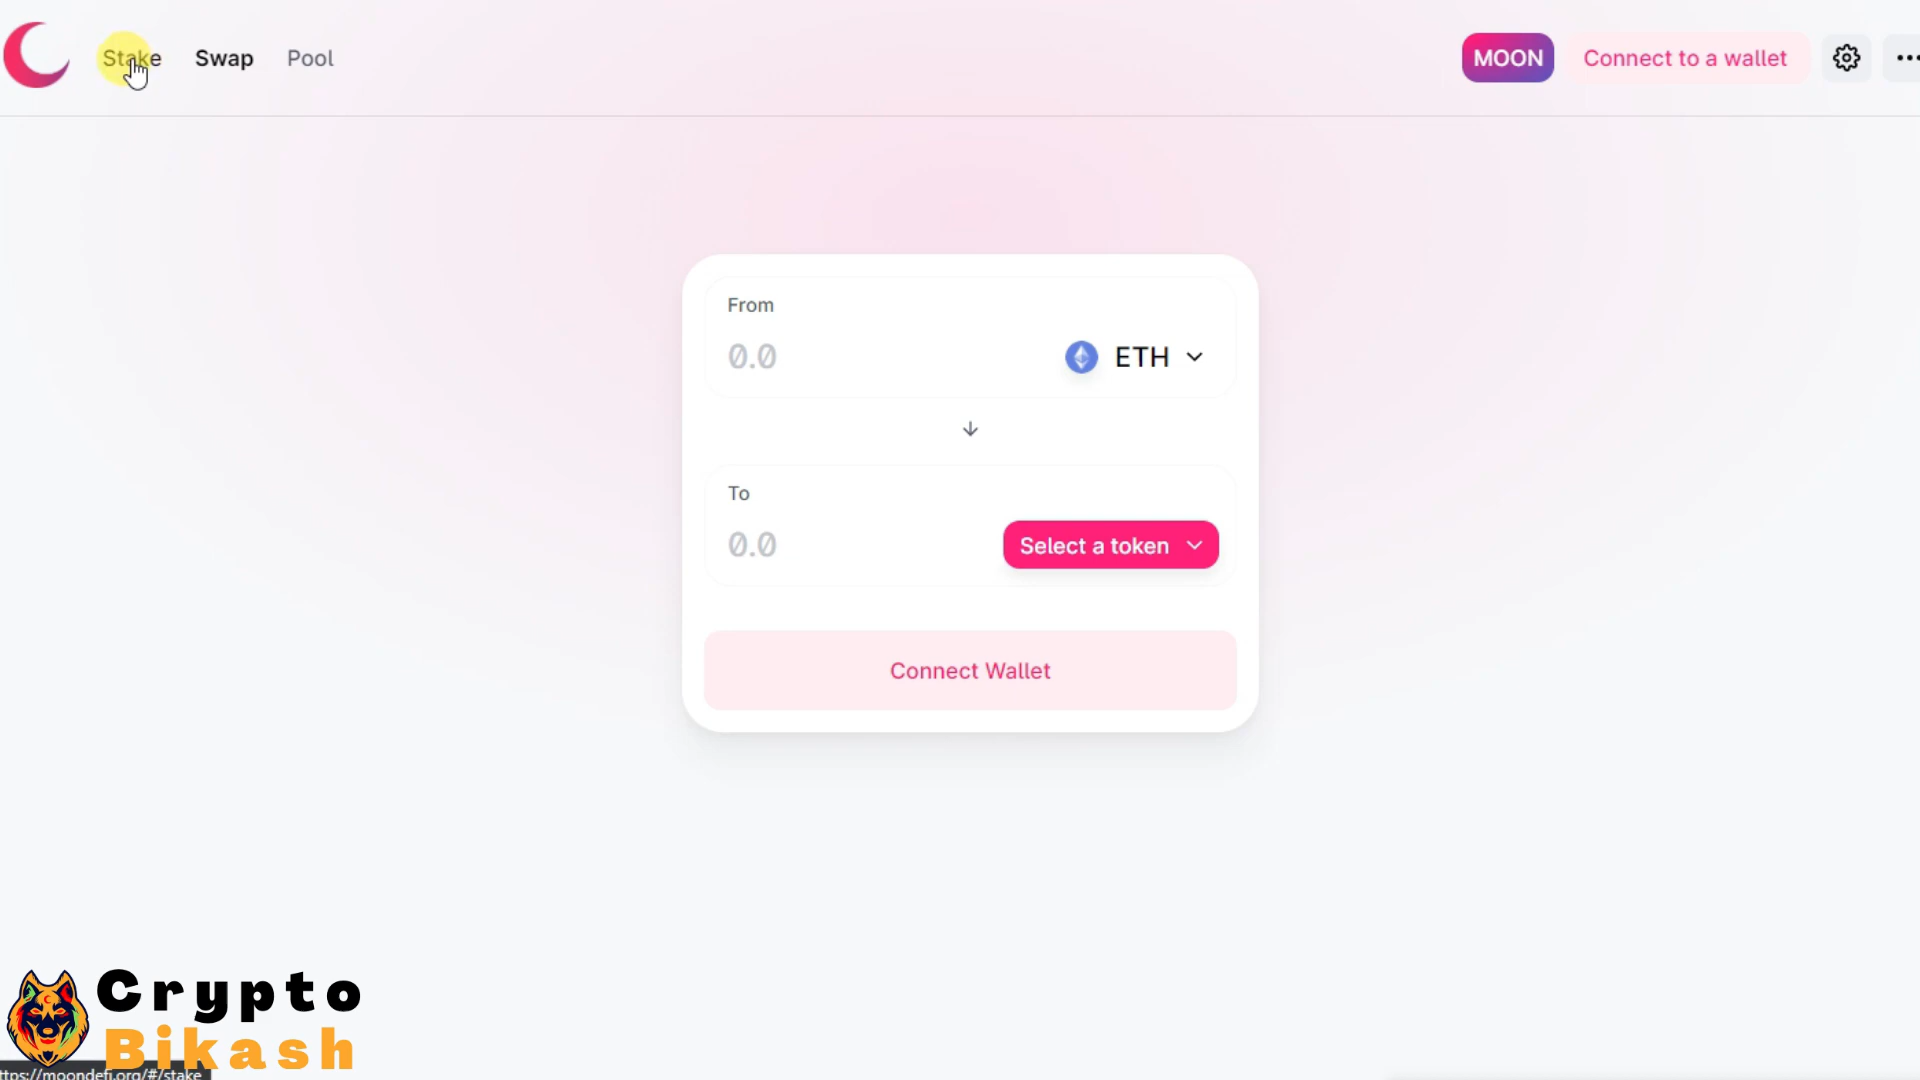 Stake Swap Pool
MOON Connect to a wallet
From
0.0 ETH
To
0.0 Select a token
Connect Wallet
Crypto
Bikash
ttps://moondefi.org/#/stake